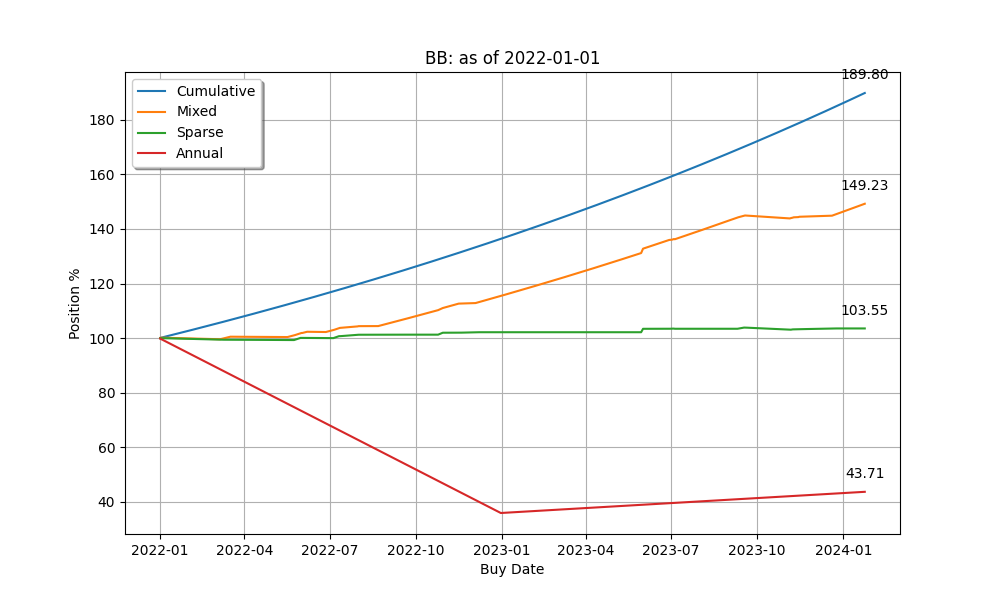 BB: as of 2022-01-01
189.80
Cumulative
Mixed
Sparse
Annual
149.23
103.55
43.71
180
160
140
120
100
80
60
40
Position %
2022-01 2022-04 2022-07 2022-10 2023-01 2023-04 2023-07 2023-10 2024-01
Buy Date